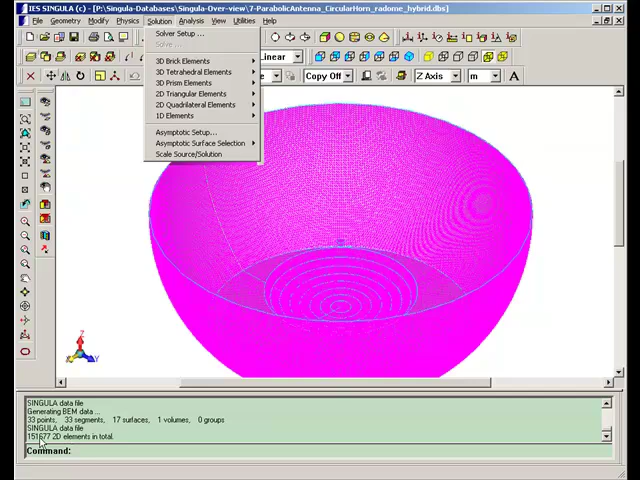 IES SINGULA (c) - [P:\Singula-Databases\Singula-Over-view\7-ParabolicAntenna_CircularHorn_radome_hybrid.dbs]
File Geometry Modify Physics Solution Analysis View Utilities Help
Solver Setup ...
Solve ...
3D Brick Elements
3D Tetrahedral Elements
3D Prism Elements
2D Triangular Elements
2D Quadrilateral Elements
1D Elements
Asymptotic Setup...
Asymptotic Surface Selection
Scale Source/Solution
Linear
Copy Off
Z Axis
m
A
Z
X
Y
SINGULA data file
Generating BEM data ...
33 points, 33 segments, 17 surfaces, 1 volumes, 0 groups
SINGULA data file
151677 2D elements in total
Command: